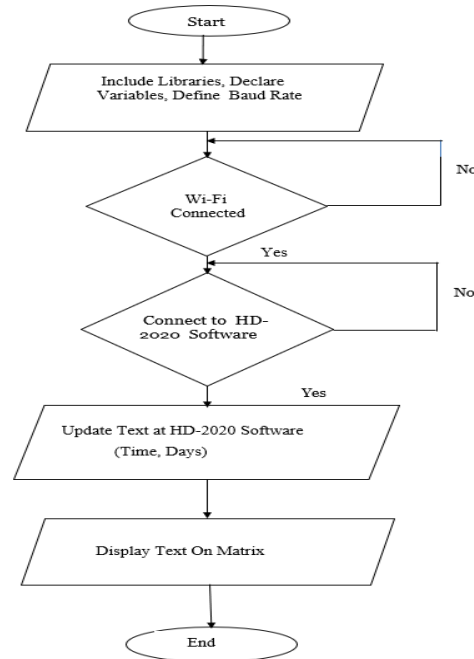 Start
Include Libraries, Declare
Variables, Define Baud Rate
No
Wi-Fi
Connected
Yes
No
Connect to HD-
2020 Software
Yes
Update Text at HD-2020 Software
(Time, Days)
Display Text On Matrix
End